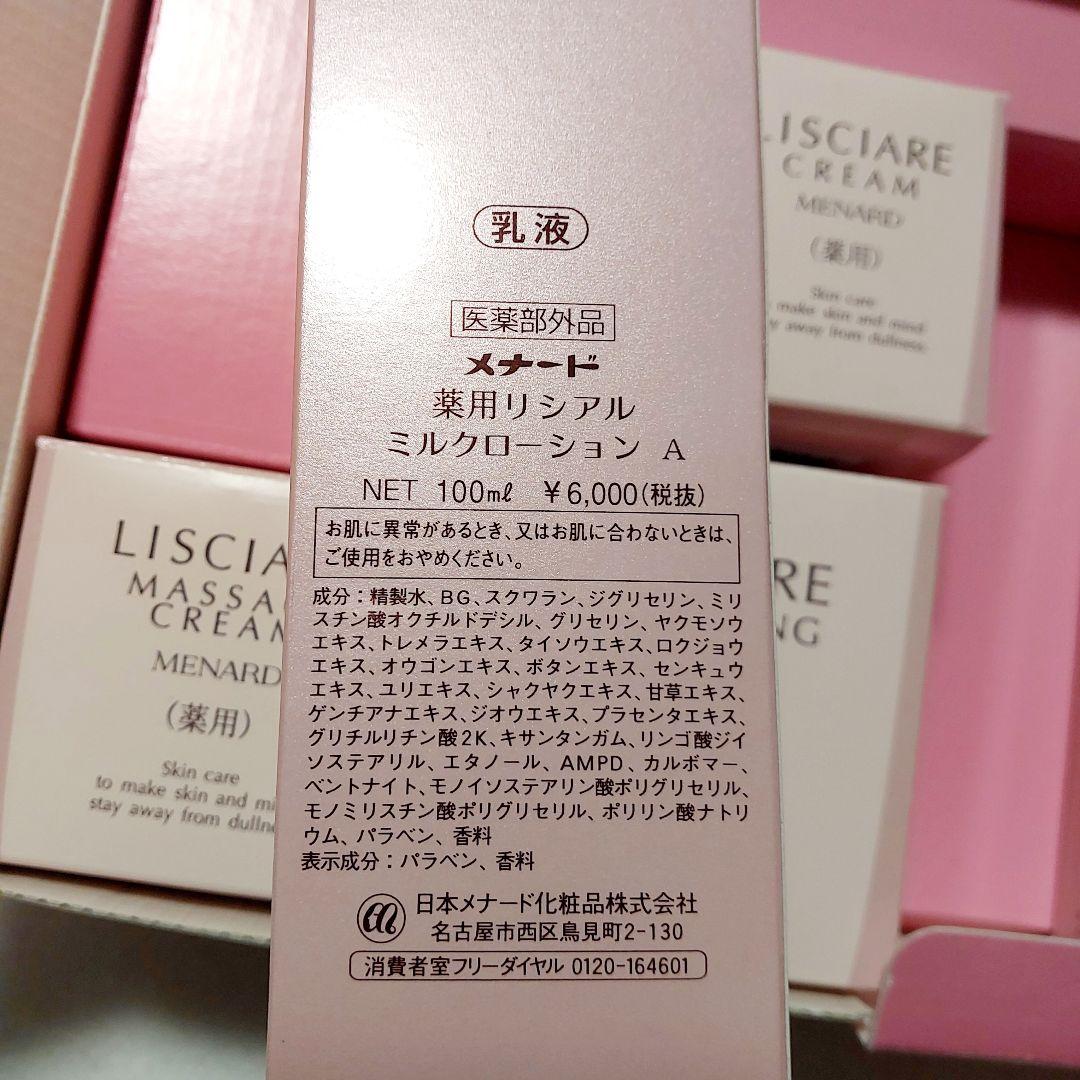 乳液
医薬部外品
メナード
薬用リシアル
ミルクローション A
NET 100mℓ ¥6,000(税抜)
お肌に異常があるとき、又はお肌に合わないときは、
ご使用をおやめください。
成分：精製水、BG、スクワラン、ジグリセリン、ミリ
スチン酸オクチルドデシル、グリセリン、ヤクモソウ
エキス、トレメラエキス、タイソウエキス、ロクジョウ
エキス、オウゴンエキス、ボタンエキス、センキュウ
エキス、ユリエキス、シャクヤクエキス、甘草エキス、
ゲンチアナエキス、ジオウエキス、プラセンタエキス、
グリチルリチン酸2K、キサンタンガム、リンゴ酸ジイ
ソステアリル、エタノール、AMPD、カルボマー、
ベントナイト、モノイソステアリン酸ポリグリセリル、
モノミリスチン酸ポリグリセリル、ポリリン酸ナトリ
ウム、パラベン、香料
表示成分：パラベン、香料
日本メナード化粧品株式会社
名古屋市西区鳥見町2-130
消費者室フリーダイヤル 0120-164601
LISCIARE
CREAM
MENARD
(薬用)
Skin care
make skin and mind
away from dullness.
LISCIA
MASSA
CREAM
MENARD
(薬用)
Skin care
to make skin and mi
stay away from dulln
RE
NG